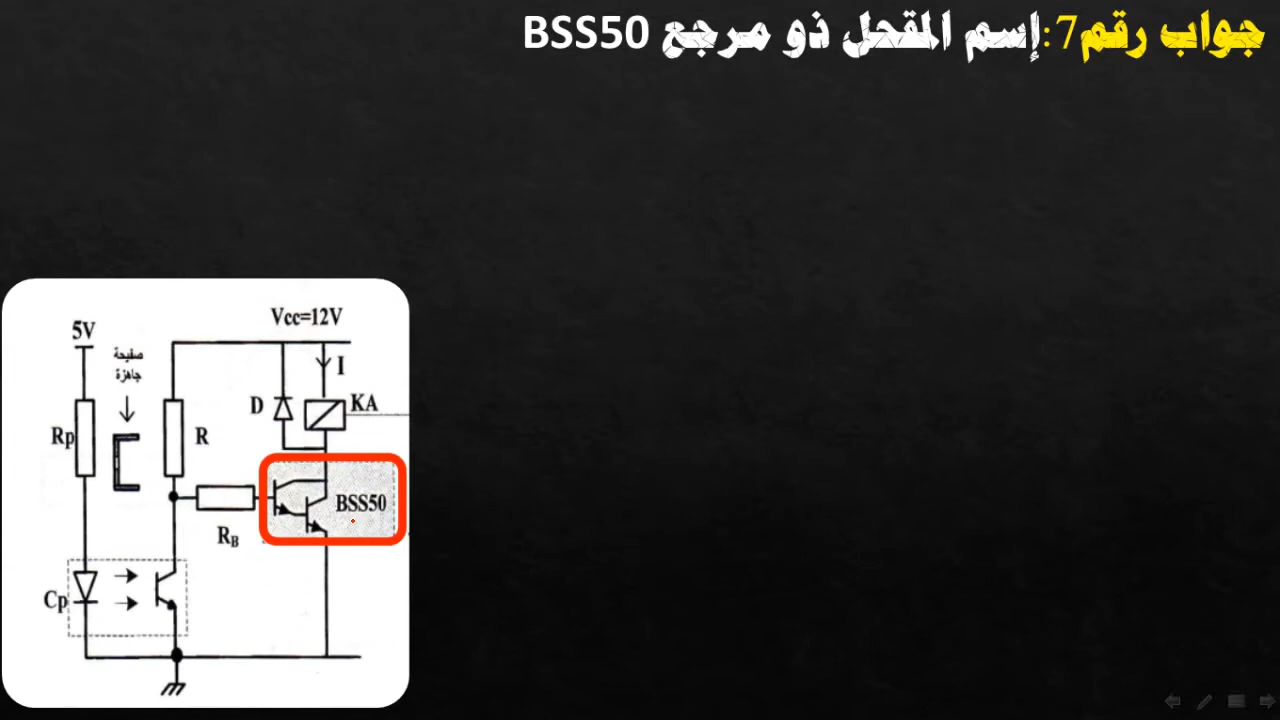 جواب رقم7:إسم المقحل ذو مرجع BSS50
Vcc=12V
5V
صفيحة
جاهزة
I
D
KA
Rp
R
BSS50
RB
Cp